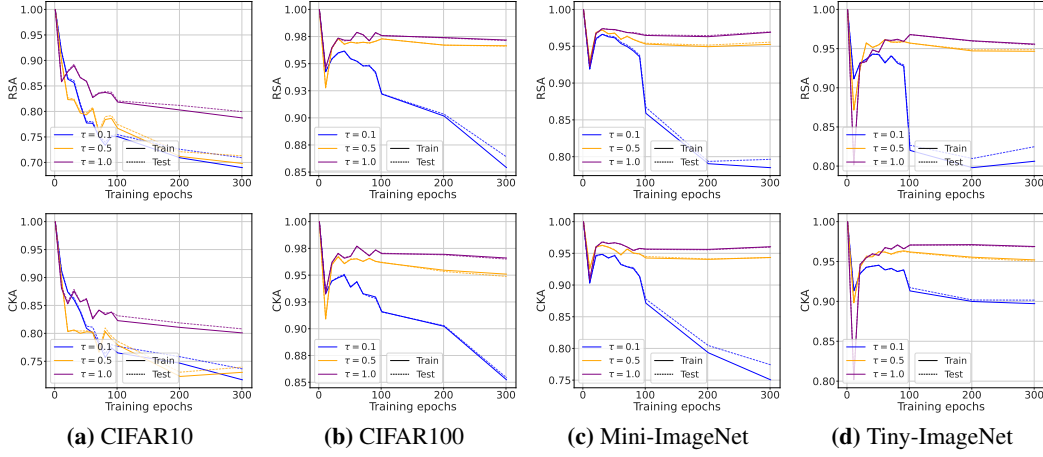 1.00
0.95
0.90
0.85
0.80
0.75
0.70
RSA
τ = 0.1
τ = 0.5
τ = 1.0
Train
Test
0 100 200 300
Training epochs
1.00
0.98
0.95
0.93
0.90
0.88
0.85
RSA
τ = 0.1
τ = 0.5
τ = 1.0
Train
Test
0 100 200 300
Training epochs
1.00
0.95
0.90
0.85
0.80
RSA
τ = 0.1
τ = 0.5
τ = 1.0
Train
Test
0 100 200 300
Training epochs
1.00
0.95
0.90
0.85
0.80
RSA
τ = 0.1
τ = 0.5
τ = 1.0
Train
Test
0 100 200 300
Training epochs
1.00
0.95
0.90
0.85
0.80
0.75
CKA
τ = 0.1
τ = 0.5
τ = 1.0
Train
Test
0 100 200 300
Training epochs
1.00
0.98
0.95
0.93
0.90
0.88
0.85
CKA
τ = 0.1
τ = 0.5
τ = 1.0
Train
Test
0 100 200 300
Training epochs
1.00
0.95
0.90
0.85
0.80
0.75
CKA
τ = 0.1
τ = 0.5
τ = 1.0
Train
Test
0 100 200 300
Training epochs
1.00
0.95
0.90
0.85
0.80
CKA
τ = 0.1
τ = 0.5
τ = 1.0
Train
Test
0 100 200 300
Training epochs
(a) CIFAR10
(b) CIFAR100
(c) Mini-ImageNet
(d) Tiny-ImageNet